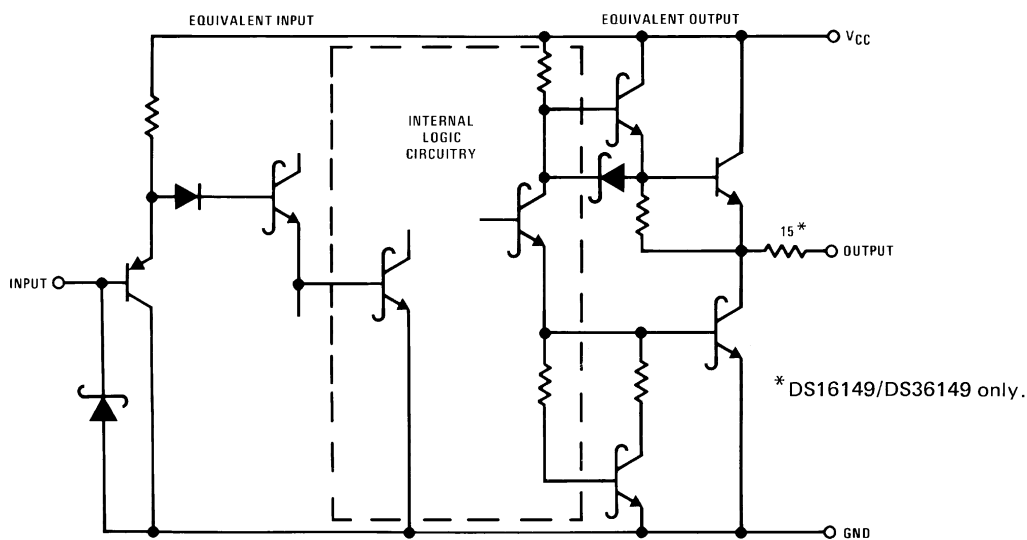 EQUIVALENT INPUT
EQUIVALENT OUTPUT
VCC
INTERNAL
LOGIC
CIRCUITRY
15*
INPUT
OUTPUT
*DS16149/DS36149 only.
GND